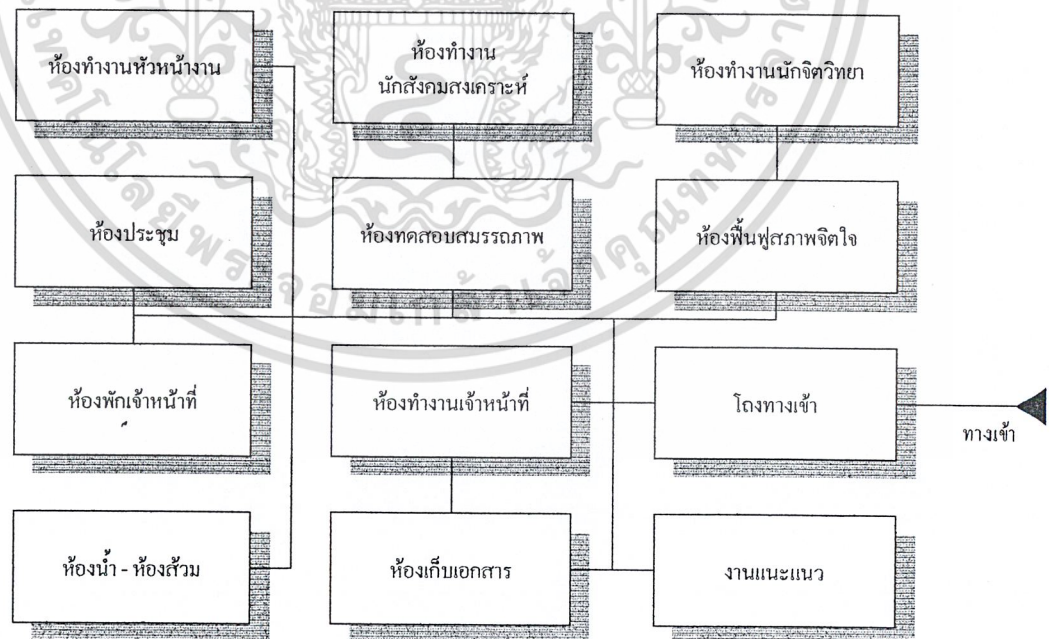 ห้องทำงานหัวหน้างาน
ห้องทำงาน
นักสังคมสงเคราะห์
ห้องทำงานนักจิตวิทยา
ห้องประชุม
ห้องทดสอบสมรรถภาพ
ห้องฟื้นฟูสภาพจิตใจ
ห้องพักเจ้าหน้าที่
ห้องทำงานเจ้าหน้าที่
โถงทางเข้า
ทางเข้า
ห้องน้ำ - ห้องส้วม
ห้องเก็บเอกสาร
งานแนะแนว